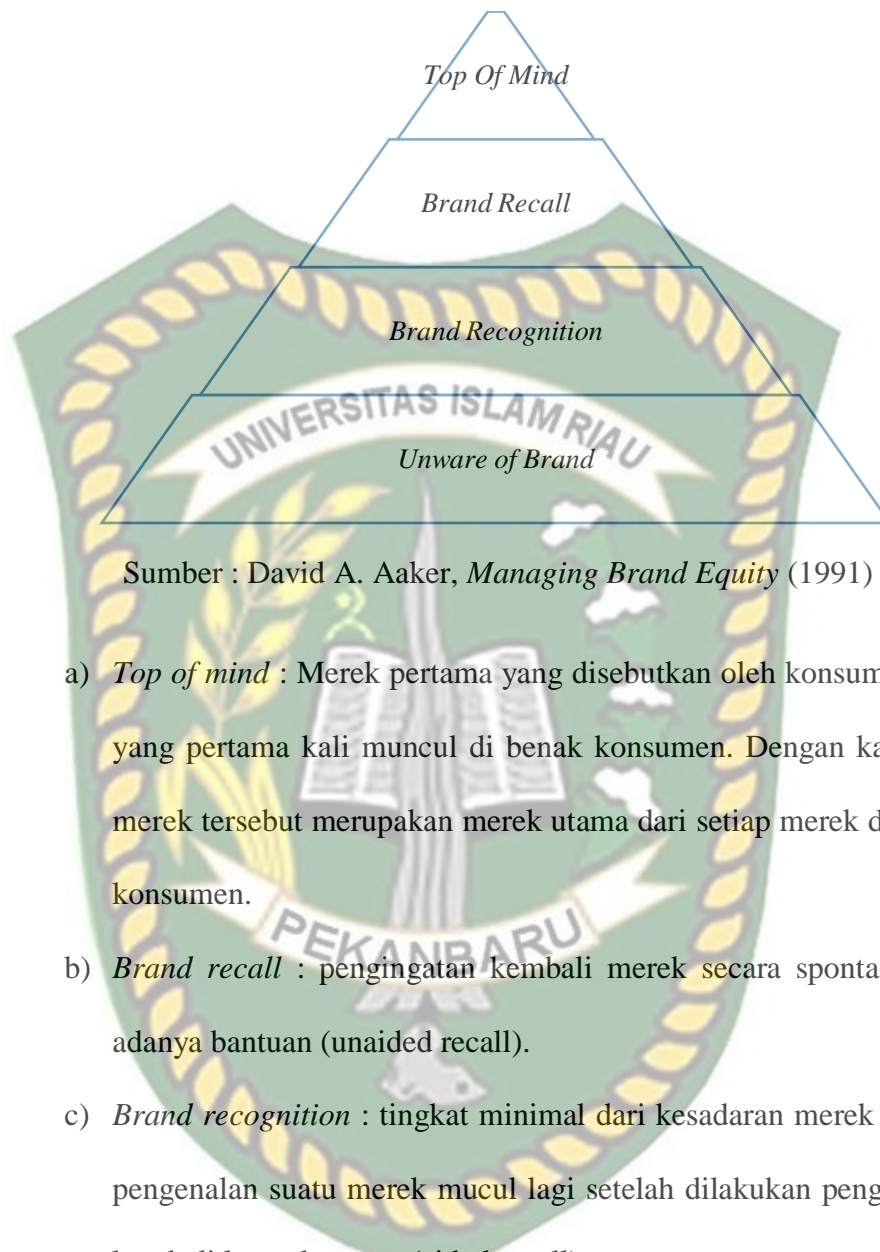 Top Of Mind
Brand Recall
Brand Recognition
UNIVERSITAS ISLAM RIAU
Unware of Brand
Sumber : David A. Aaker, Managing Brand Equity (1991)
a) Top of mind : Merek pertama yang disebutkan oleh konsum
yang pertama kali muncul di benak konsumen. Dengan ka
merek tersebut merupakan merek utama dari setiap merek d
konsumen.
PEKANBARU
b) Brand recall : pengingatan kembali merek secara sponta
adanya bantuan (unaided recall).
c) Brand recognition : tingkat minimal dari kesadaran merek
pengenalan suatu merek mucul lagi setelah dilakukan peng